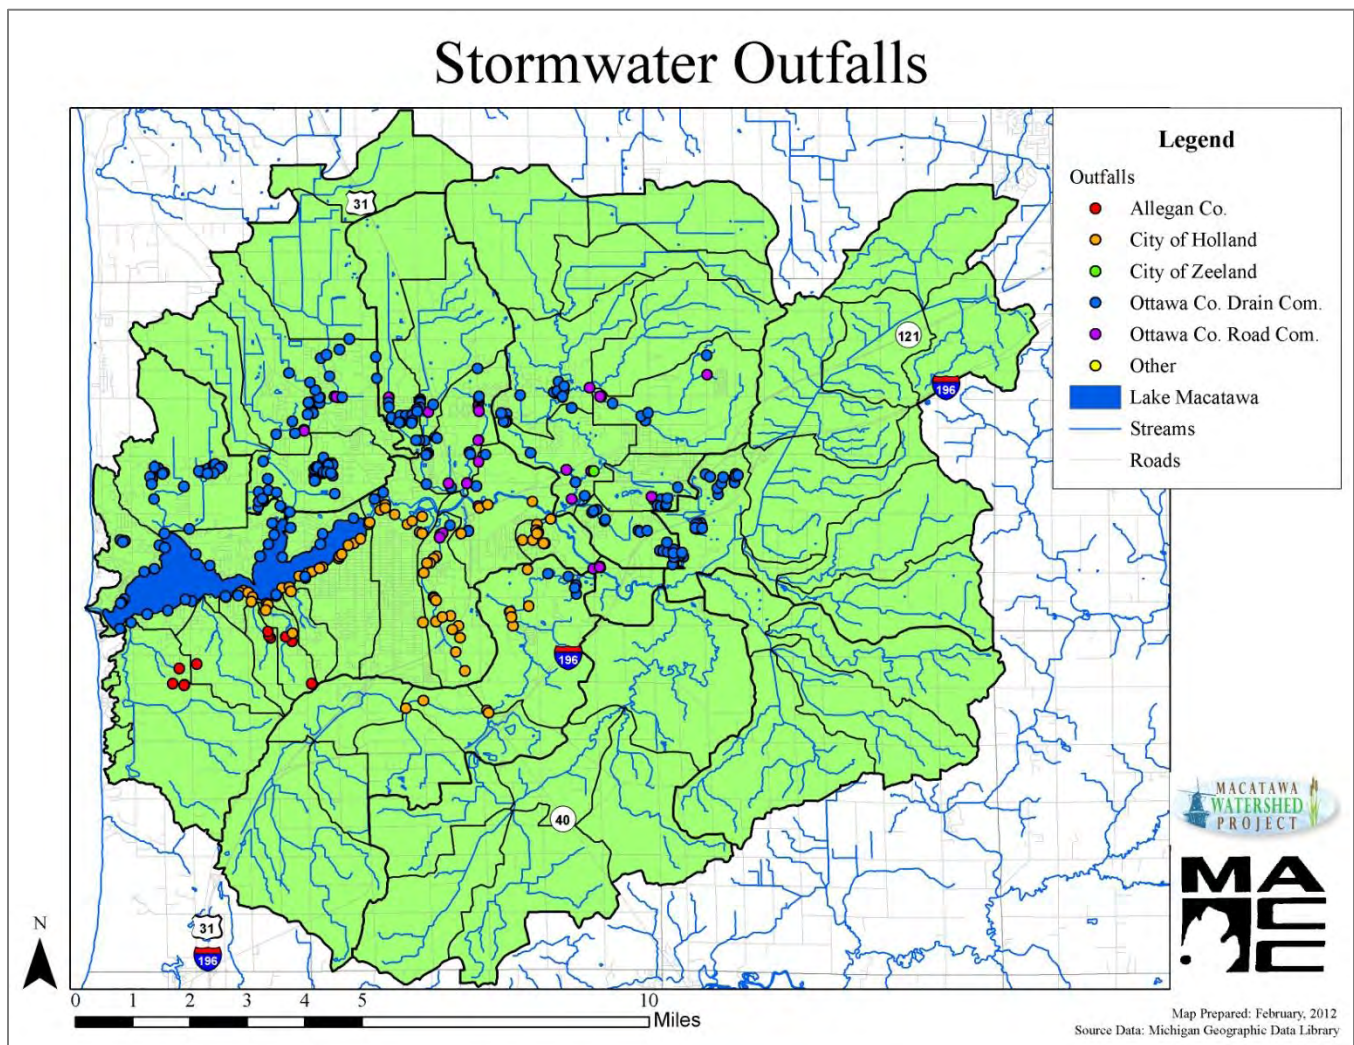 Stormwater Outfalls
Legend
Outfalls
Allegan Co.
City of Holland
City of Zeeland
Ottawa Co. Drain Com.
Ottawa Co. Road Com.
Other
Lake Macatawa
Streams
Roads
31
121
196
196
40
31
196
MACATAWA
WATERSHED
PROJECT
MA
CC
N
0 1 2 3 4 5 10
Miles
Map Prepared: February, 2012
Source Data: Michigan Geographic Data Library